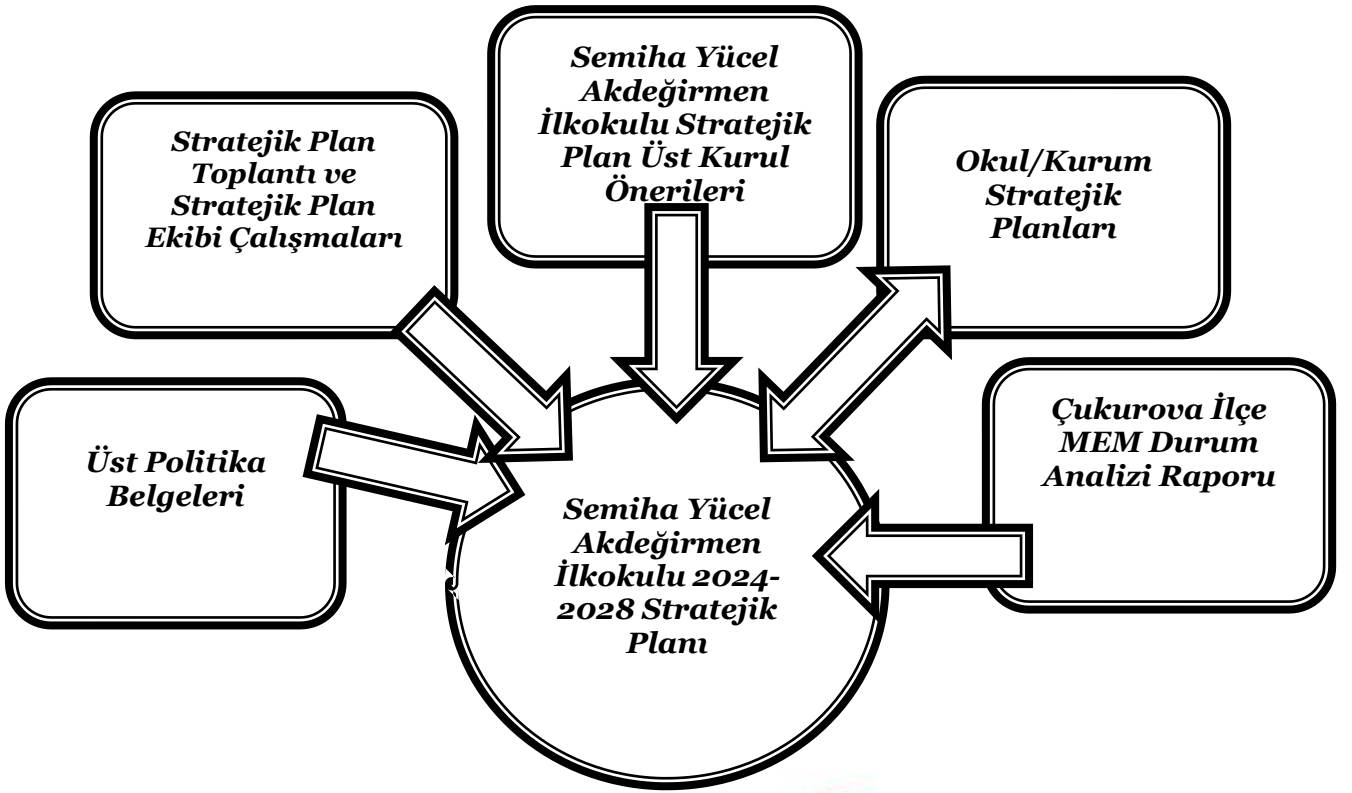 Semiha Yücel
Akdeğirmen
İlkokulu Stratejik
Plan Üst Kurul
Önerileri
Stratejik Plan
Toplantı ve
Stratejik Plan
Ekibi Çalışmaları
Okul/Kurum
Stratejik
Planları
Üst Politika
Belgeleri
Çukurova İlçe
MEM Durum
Analizi Raporu
Semiha Yücel
Akdeğirmen
İlkokulu 2024-
2028 Stratejik
Planı